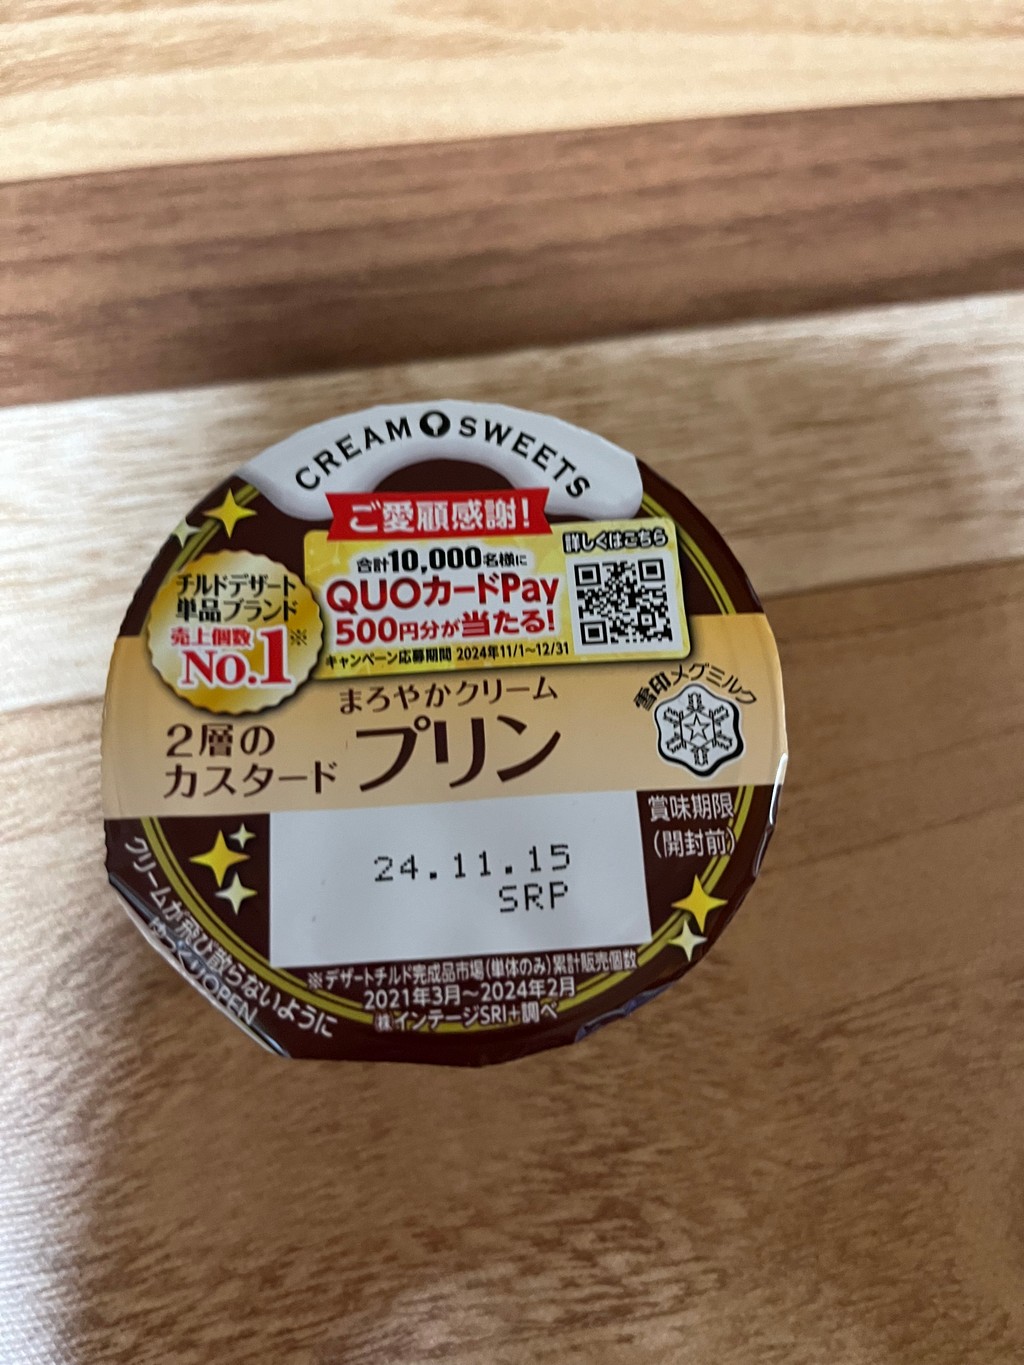 CREAM SWEETS
ご愛顧感謝!
詳しくはこちら
合計10,000名様に
QUOカードPay
500円分が当たる!
キャンペーン応募期間 2024年11/1~12/31
チルドデザート
単品ブランド
売上個数
No.1※
まろやかクリーム
2層の
カスタード
プリン
雪印メグミルク
賞味期限
(開封前)
24.11.15
SRP
クリームが飛び散らないように
ゆっくりOPEN
※デザートチルド完成品市場(単体のみ)累計販売個数
2021年3月~2024年2月
㈱インテージSRI+調べ